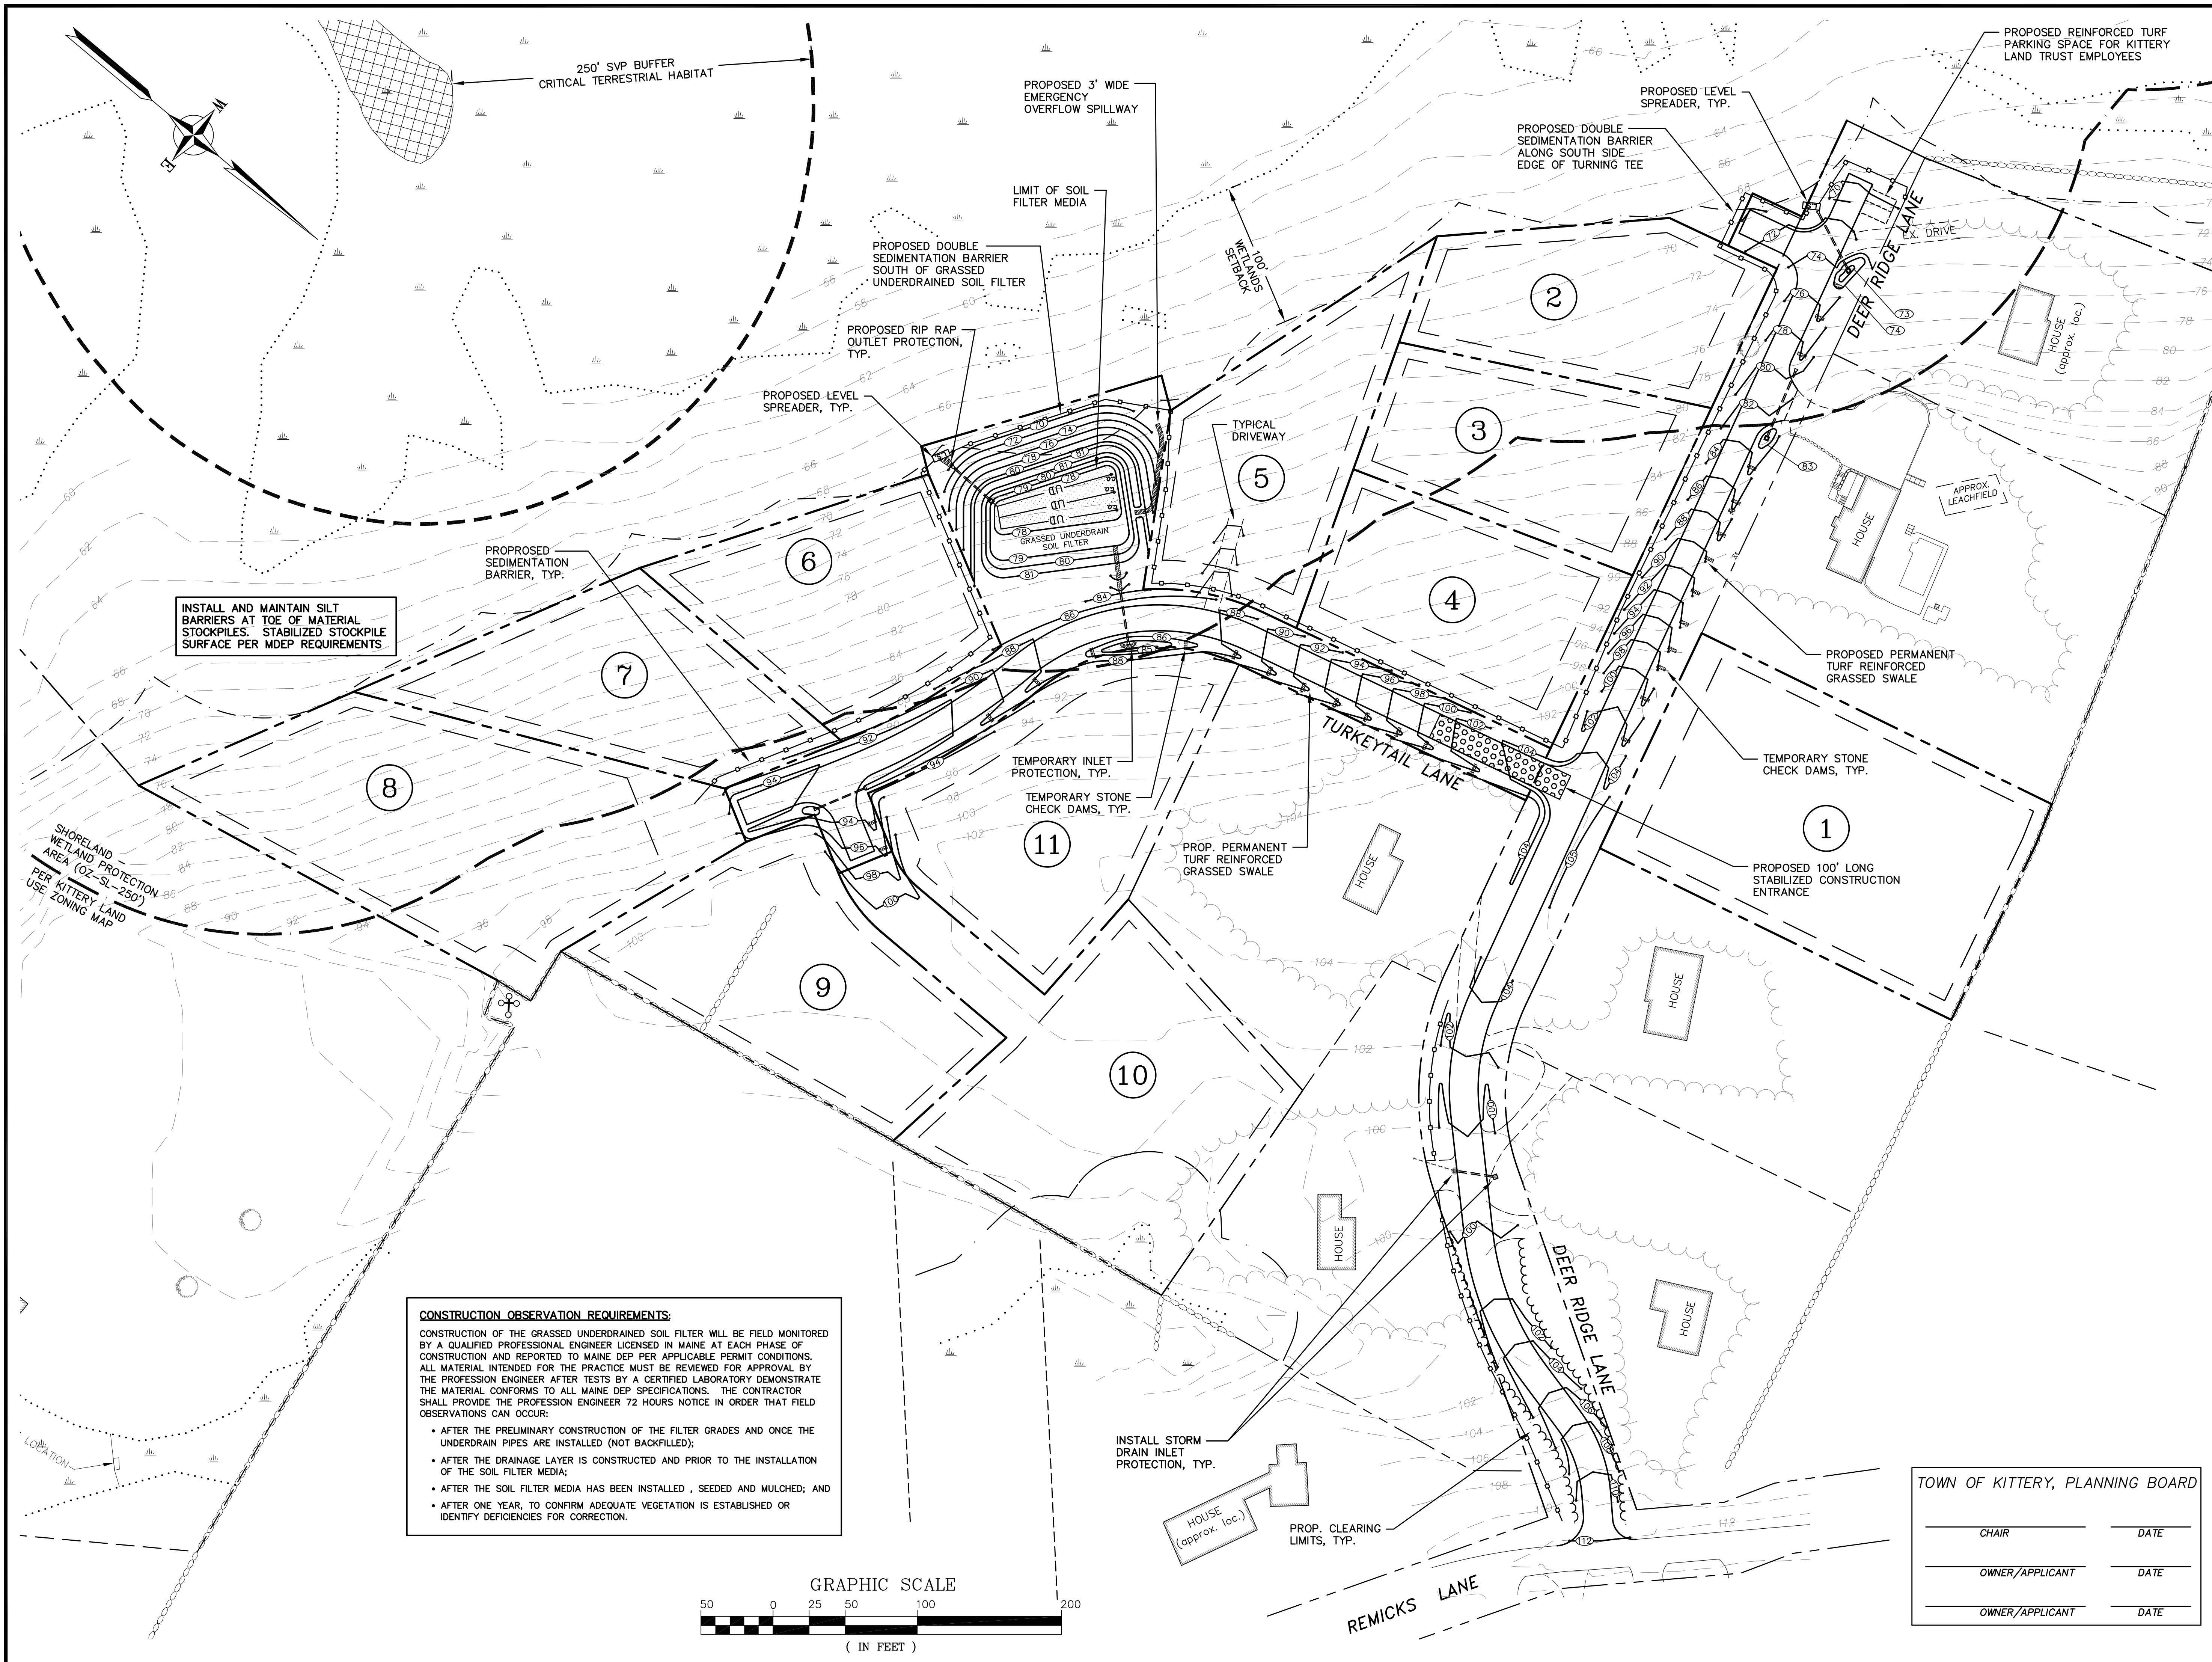 250' SVP BUFFER
CRITICAL TERRESTRIAL HABITAT
W
E
PROPOSED 3' WIDE
EMERGENCY
OVERFLOW SPILLWAY
LIMIT OF SOIL
FILTER MEDIA
PROPOSED DOUBLE
SEDIMENTATION BARRIER
SOUTH OF GRASSED
UNDERDRAINED SOIL FILTER
PROPOSED RIP RAP
OUTLET PROTECTION,
TYP.
PROPOSED LEVEL
SPREADER, TYP.
100'
WETLANDS
SETBACK
PROPOSED REINFORCED TURF
PARKING SPACE FOR KITTERY
LAND TRUST EMPLOYEES
PROPOSED LEVEL
SPREADER, TYP.
PROPOSED DOUBLE
SEDIMENTATION BARRIER
ALONG SOUTH SIDE
EDGE OF TURNING TEE
EX. DRIVE
DEER RIDGE LANE
HOUSE
(approx. loc.)
2
3
TYPICAL
DRIVEWAY
5
4
6
7
8
UD
UD
UD
GRASSED UNDERDRAIN
SOIL FILTER
PROPROSED
SEDIMENTATION
BARRIER, TYP.
INSTALL AND MAINTAIN SILT
BARRIERS AT TOE OF MATERIAL
STOCKPILES. STABILIZED STOCKPILE
SURFACE PER MDEP REQUIREMENTS
HOUSE
APPROX.
LEACHFIELD
PROPOSED PERMANENT
TURF REINFORCED
GRASSED SWALE
TEMPORARY STONE
CHECK DAMS, TYP.
1
PROPOSED 100' LONG
STABILIZED CONSTRUCTION
ENTRANCE
TURKEYTAIL LANE
TEMPORARY INLET
PROTECTION, TYP.
TEMPORARY STONE
CHECK DAMS, TYP.
11
PROP. PERMANENT
TURF REINFORCED
GRASSED SWALE
HOUSE
SHORELAND -
WETLAND PROTECTION
AREA (OZ-SL-250')
PER KITTERY LAND
USE ZONING MAP
9
10
HOUSE
HOUSE
HOUSE
DEER RIDGE LANE
INSTALL STORM
DRAIN INLET
PROTECTION, TYP.
HOUSE
(approx. loc.)
PROP. CLEARING
LIMITS, TYP.
REMICKS LANE
LOCATION
CONSTRUCTION OBSERVATION REQUIREMENTS:
CONSTRUCTION OF THE GRASSED UNDERDRAINED SOIL FILTER WILL BE FIELD MONITORED
BY A QUALIFIED PROFESSIONAL ENGINEER LICENSED IN MAINE AT EACH PHASE OF
CONSTRUCTION AND REPORTED TO MAINE DEP PER APPLICABLE PERMIT CONDITIONS.
ALL MATERIAL INTENDED FOR THE PRACTICE MUST BE REVIEWED FOR APPROVAL BY
THE PROFESSION ENGINEER AFTER TESTS BY A CERTIFIED LABORATORY DEMONSTRATE
THE MATERIAL CONFORMS TO ALL MAINE DEP SPECIFICATIONS. THE CONTRACTOR
SHALL PROVIDE THE PROFESSION ENGINEER 72 HOURS NOTICE IN ORDER THAT FIELD
OBSERVATIONS CAN OCCUR:
• AFTER THE PRELIMINARY CONSTRUCTION OF THE FILTER GRADES AND ONCE THE
UNDERDRAIN PIPES ARE INSTALLED (NOT BACKFILLED);
• AFTER THE DRAINAGE LAYER IS CONSTRUCTED AND PRIOR TO THE INSTALLATION
OF THE SOIL FILTER MEDIA;
• AFTER THE SOIL FILTER MEDIA HAS BEEN INSTALLED , SEEDED AND MULCHED; AND
• AFTER ONE YEAR, TO CONFIRM ADEQUATE VEGETATION IS ESTABLISHED OR
IDENTIFY DEFICIENCIES FOR CORRECTION.
GRAPHIC SCALE
50 0 25 50 100 200
( IN FEET )
TOWN OF KITTERY, PLANNING BOARD
CHAIR DATE
OWNER/APPLICANT DATE
OWNER/APPLICANT DATE